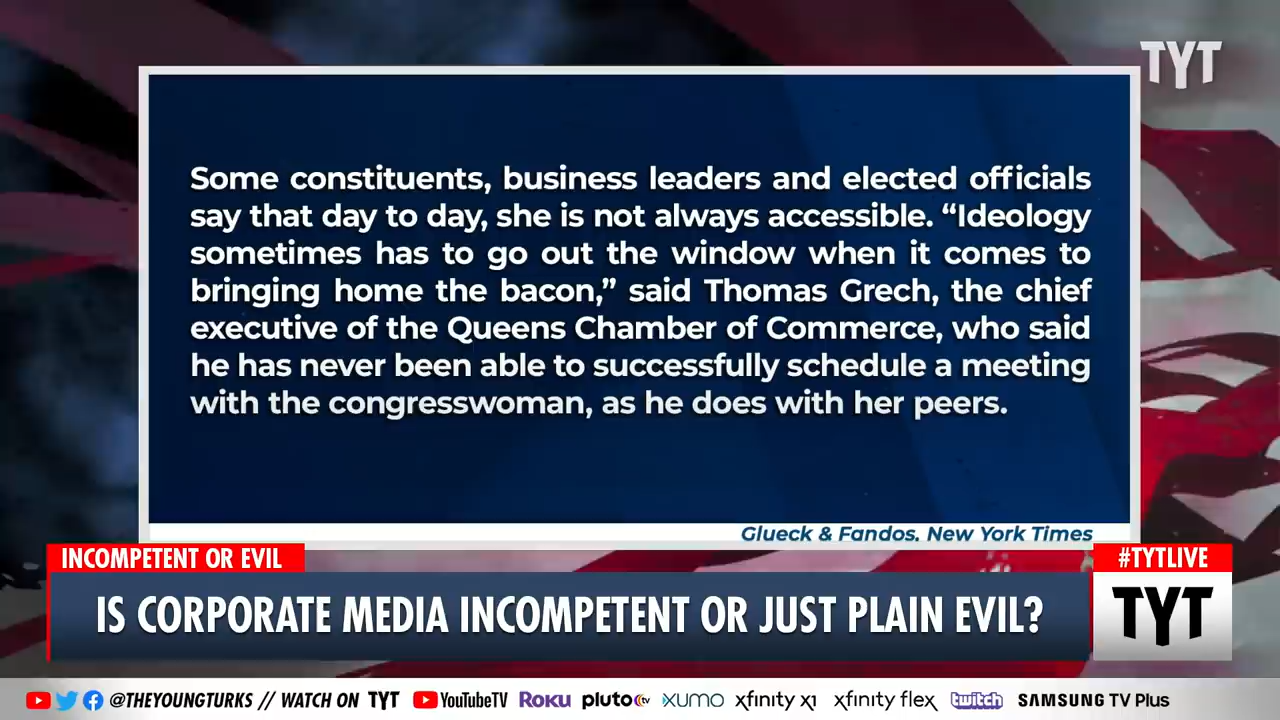 TYT
Some constituents, business leaders and elected officials
say that day to day, she is not always accessible. “Ideology
sometimes has to go out the window when it comes to
bringing home the bacon,” said Thomas Grech, the chief
executive of the Queens Chamber of Commerce, who said
he has never been able to successfully schedule a meeting
with the congresswoman, as he does with her peers.
Glueck & Fandos, New York Times
INCOMPETENT OR EVIL
#TYTLIVE
IS CORPORATE MEDIA INCOMPETENT OR JUST PLAIN EVIL?
TYT
@THEYOUNGTURKS // WATCH ON TYT YouTubeTV ROKU pluto tv XUMO xfinity x1 xfinity flex twitch SAMSUNG TV Plus